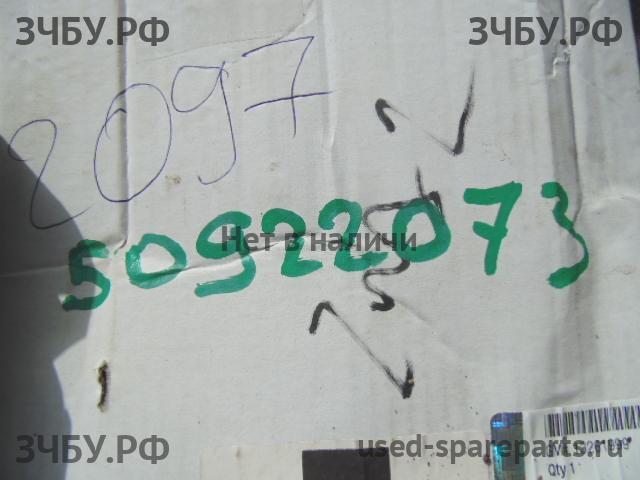 ЗЧБУ.РФ ЗЧБУ.РФ
2097
50922073
Нет в наличи
ЗЧБУ.РФ used-spareparts.ru
Qty 1